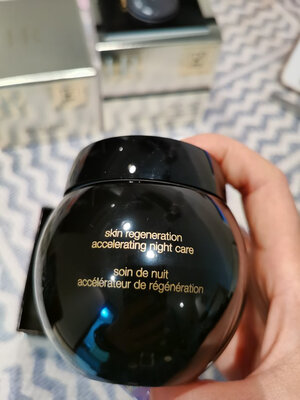 skin regeneration
accelerating night care
soin de nuit
accélérateur de régénération